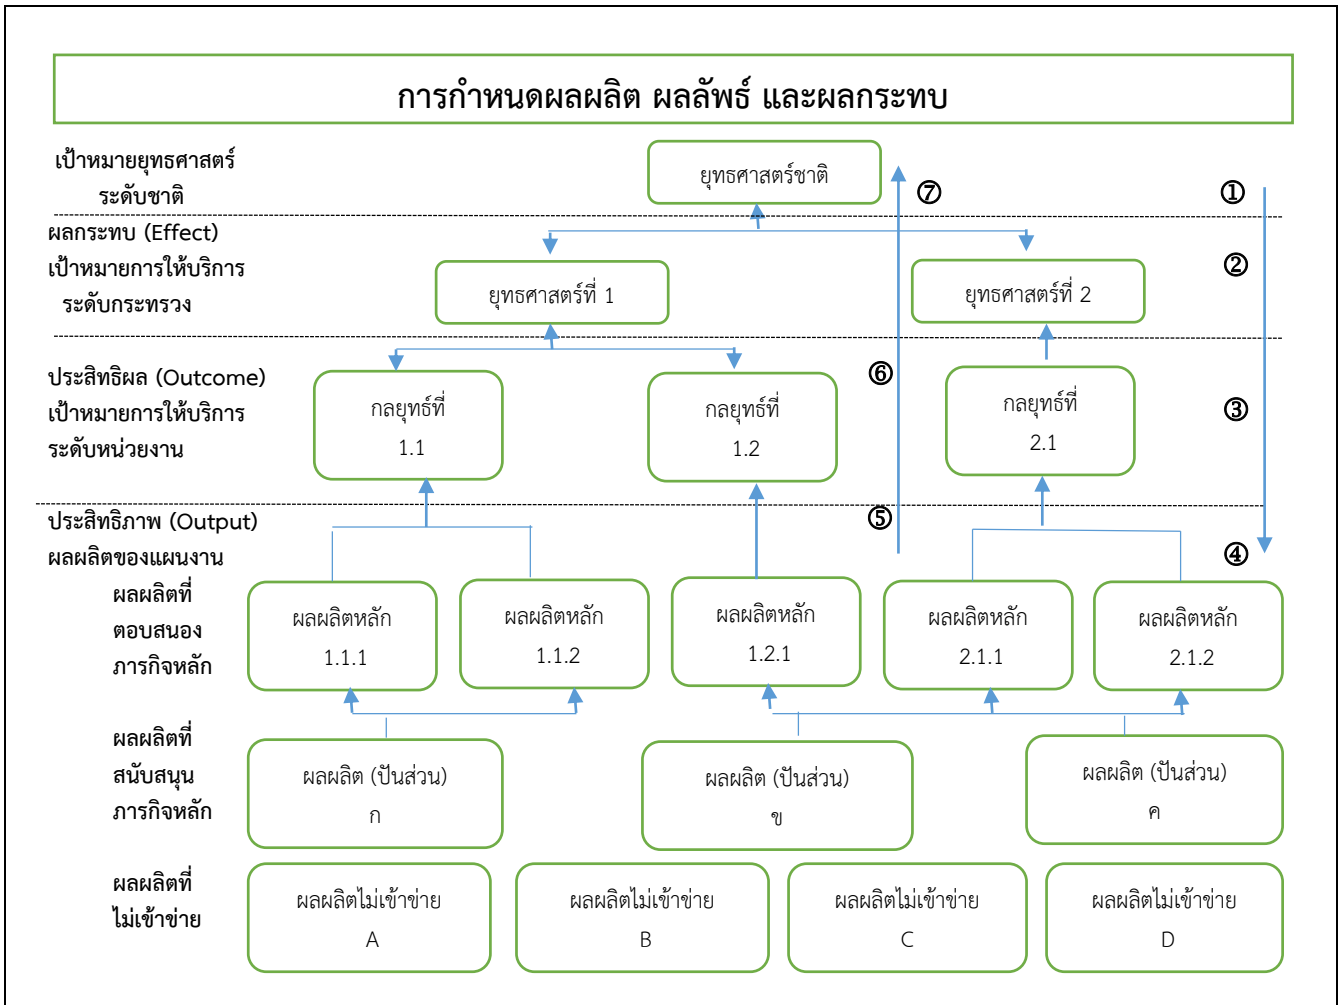 การกำหนดผลผลิต ผลลัพธ์ และผลกระทบ
เป้าหมายยุทธศาสตร์
ระดับชาติ
ยุทธศาสตร์ชาติ
⑦
①
ผลกระทบ (Effect)
เป้าหมายการให้บริการ
ระดับกระทรวง
ยุทธศาสตร์ที่ 1
ยุทธศาสตร์ที่ 2
②
ประสิทธิผล (Outcome)
เป้าหมายการให้บริการ
ระดับหน่วยงาน
กลยุทธ์ที่
1.1
กลยุทธ์ที่
1.2
⑥
กลยุทธ์ที่
2.1
③
ประสิทธิภาพ (Output)
ผลผลิตของแผนงาน
⑤
④
ผลผลิตที่
ตอบสนอง
ภารกิจหลัก
ผลผลิตหลัก
1.1.1
ผลผลิตหลัก
1.1.2
ผลผลิตหลัก
1.2.1
ผลผลิตหลัก
2.1.1
ผลผลิตหลัก
2.1.2
ผลผลิตที่
สนับสนุน
ภารกิจหลัก
ผลผลิต (ปันส่วน)
ก
ผลผลิต (ปันส่วน)
ข
ผลผลิต (ปันส่วน)
ค
ผลผลิตที่
ไม่เข้าข่าย
ผลผลิตไม่เข้าข่าย
A
ผลผลิตไม่เข้าข่าย
B
ผลผลิตไม่เข้าข่าย
C
ผลผลิตไม่เข้าข่าย
D